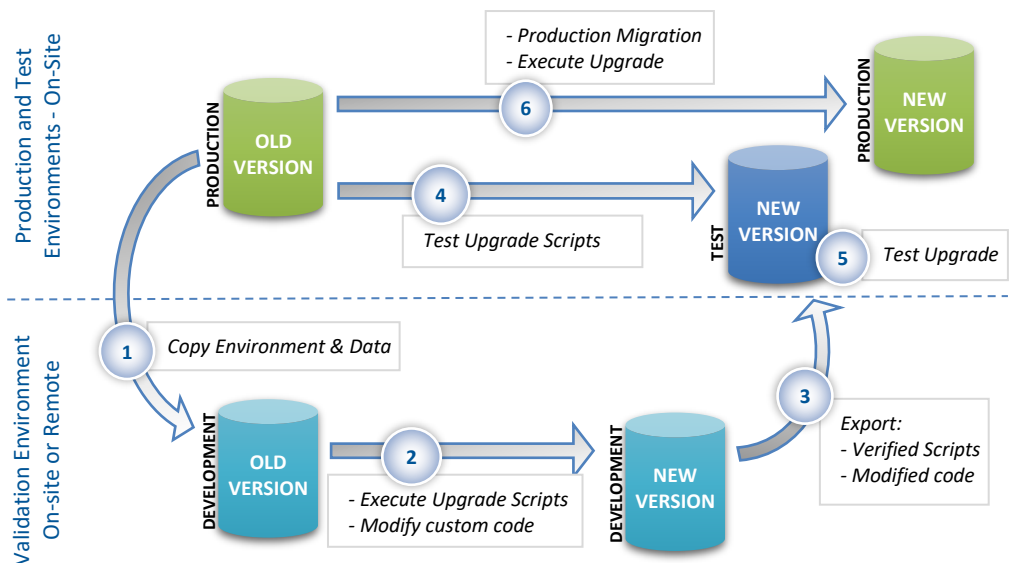 Production and Test
Environments - On-Site
- Production Migration
- Execute Upgrade
6
PRODUCTION
OLD
VERSION
PRODUCTION
NEW
VERSION
4
Test Upgrade Scripts
TEST
NEW
VERSION
5
Test Upgrade
Validation Environment
On-site or Remote
1
Copy Environment & Data
DEVELOPMENT
OLD
VERSION
2
- Execute Upgrade Scripts
- Modify custom code
DEVELOPMENT
NEW
VERSION
3
Export:
- Verified Scripts
- Modified code